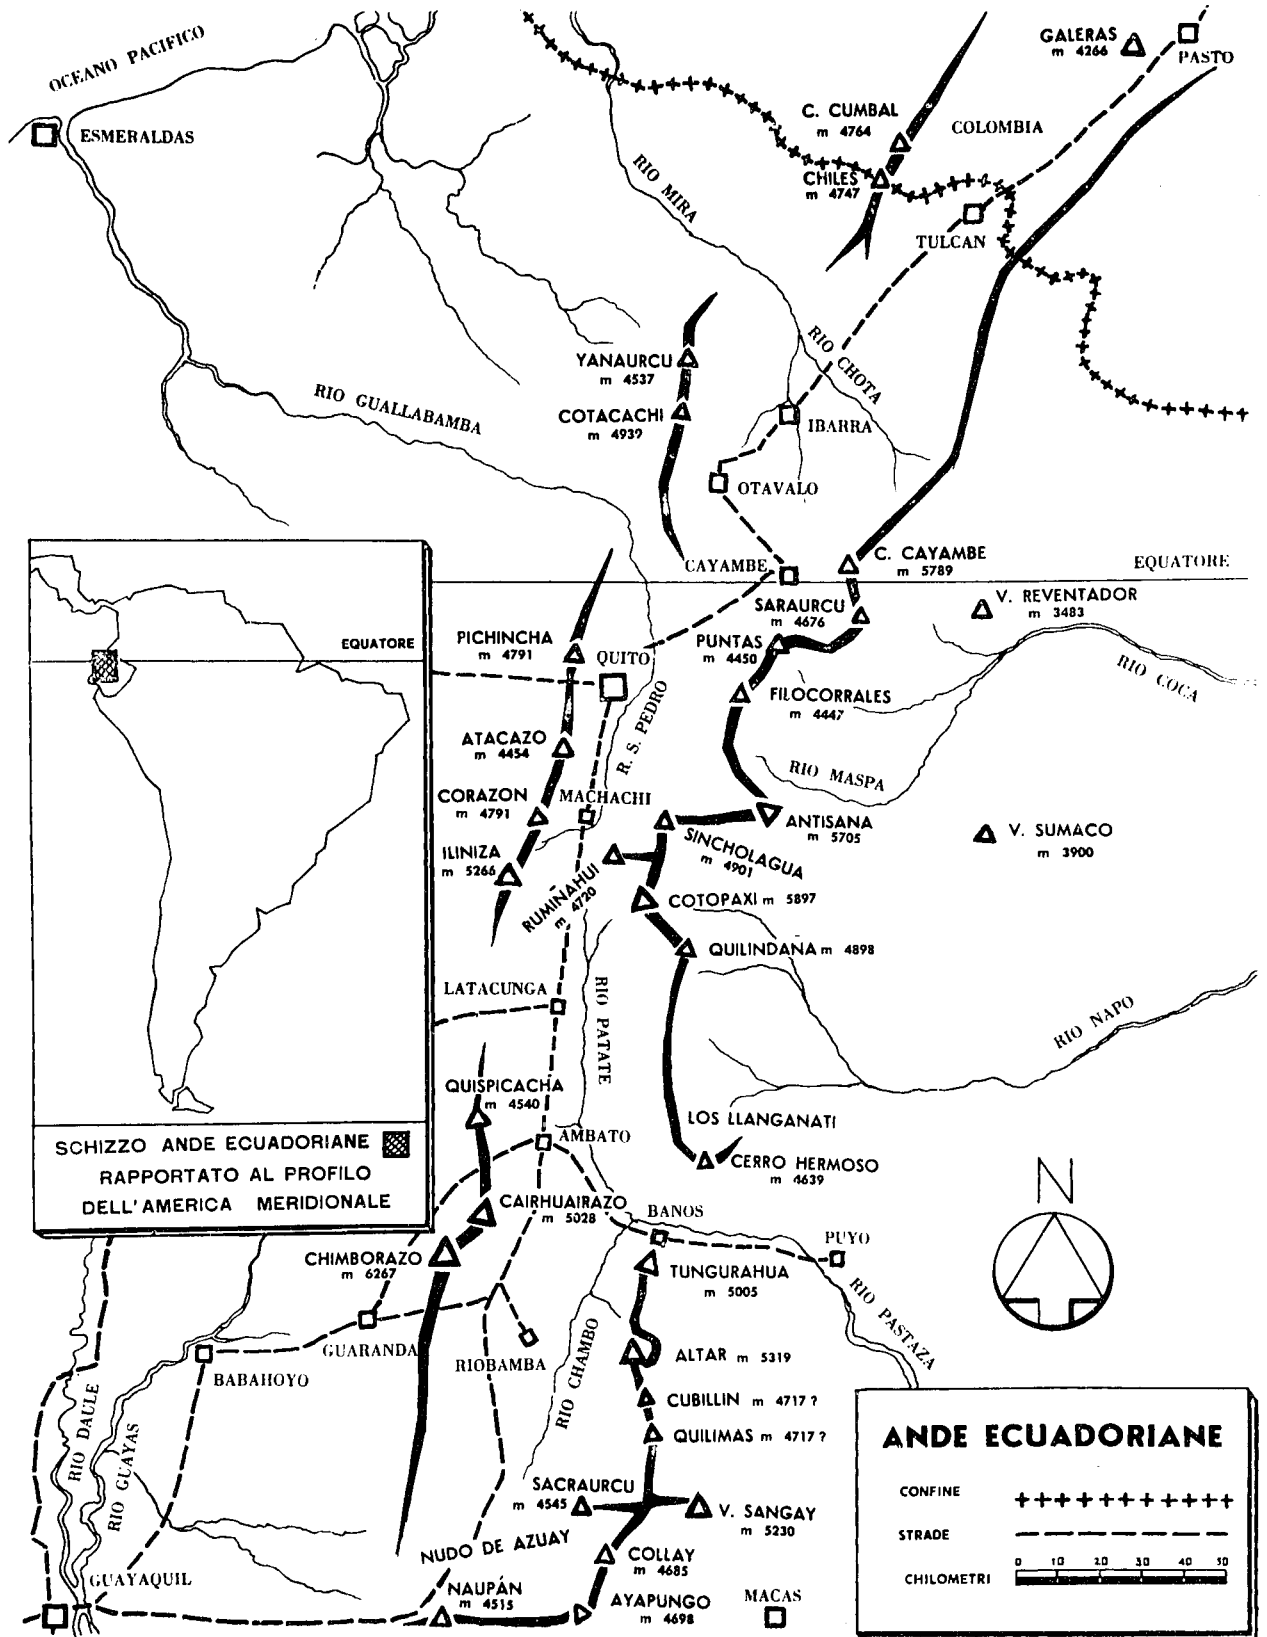 OCEANO PACIFICO
ESMERALDAS
GALERAS
m 4266
PASTO
C. CUMBAL
m 4764
COLOMBIA
CHILES
m 4747
RIO MIRA
TULCAN
YANAURCU
m 4537
RIO CHOTA
COTACACHI
m 4939
RIO GUALLABAMBA
IBARRA
OTAVALO
CAYAMBE
C. CAYAMBE
m 5789
EQUATORE
SARAURCU
m 4676
V. REVENTADOR
m 3483
PICHINCHA
m 4791
QUITO
PUNTAS
m 4450
RIO COCA
FILOCORRALES
m 4447
R. S. PEDRO
ATACAZO
m 4454
RIO MASPA
CORAZON
m 4791
MACHACHI
ANTISANA
m 5705
V. SUMACO
m 3900
SINCHOLAGUA
m 4901
ILINIZA
m 5266
RUMIÑAHUI
m 4720
COTOPAXI m 5897
QUILINDAÑA m 4898
LATACUNGA
RIO PATATE
RIO NAPO
QUISPICACHA
m 4540
LOS LLANGANATI
AMBATO
CERRO HERMOSO
m 4639
CAIRHUAIRAZO
m 5028
BANOS
PUYO
CHIMBORAZO
m 6267
TUNGURAHUA
m 5005
RIO PASTAZA
GUARANDA
RIOBAMBA
RIO CHAMBO
ALTAR m 5319
BABAHOYO
CUBILLIN m 4717 ?
QUILIMAS m 4717 ?
RIO DAULE
RIO GUAYAS
SACRAURCU
m 4545
V. SANGAY
m 5230
NUDO DE AZUAY
COLLAY
m 4685
GUAYAQUIL
NAUPÁN
m 4515
AYAPUNGO
m 4698
MACAS
EQUATORE
SCHIZZO ANDE ECUADORIANE
RAPPORTATO AL PROFILO
DELL'AMERICA MERIDIONALE
N
ANDE ECUADORIANE
CONFINE
STRADE
CHILOMETRI
0 10 20 30 40 50